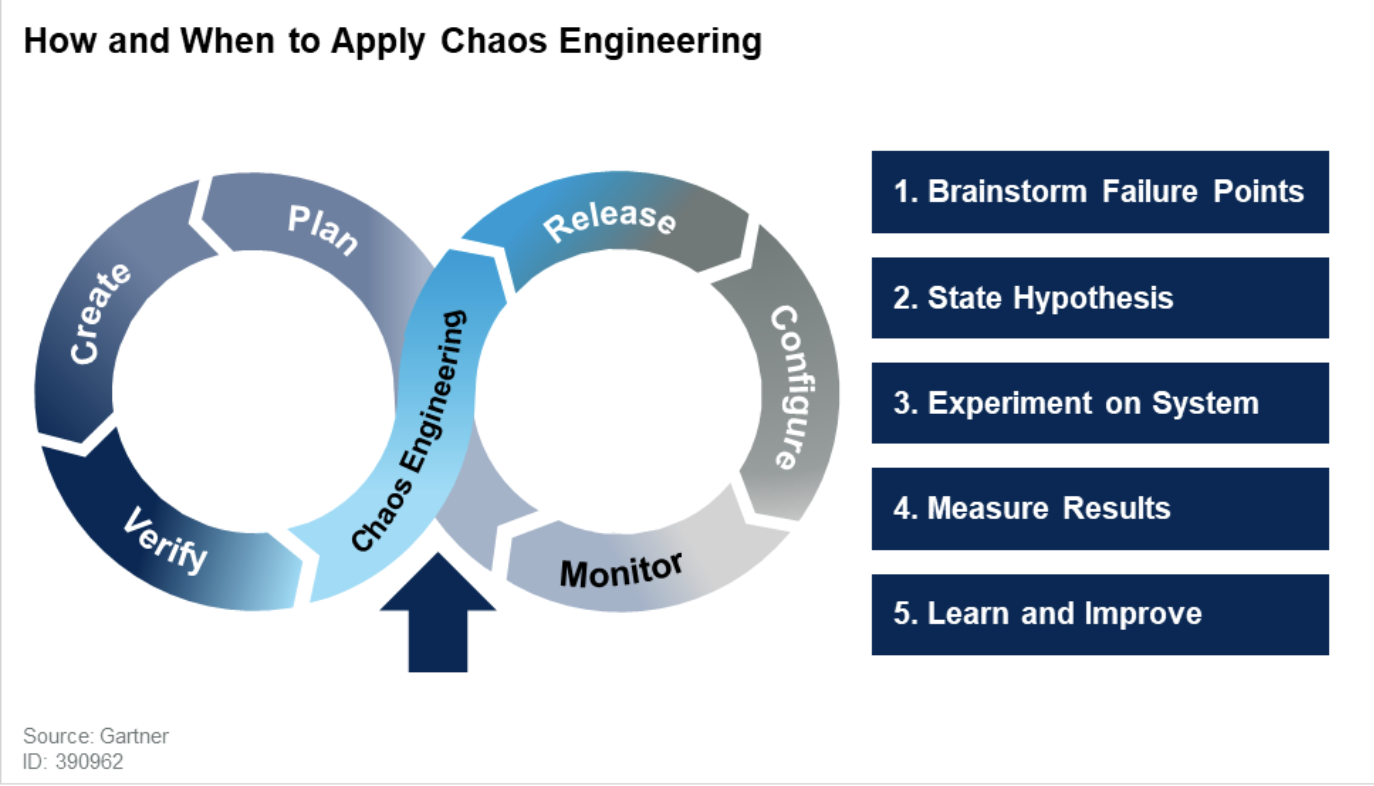 How and When to Apply Chaos Engineering
Plan
Create
Verify
Chaos Engineering
Release
Configure
Monitor
1. Brainstorm Failure Points
2. State Hypothesis
3. Experiment on System
4. Measure Results
5. Learn and Improve
Source: Gartner
ID: 390962